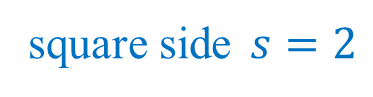 square side s = 2